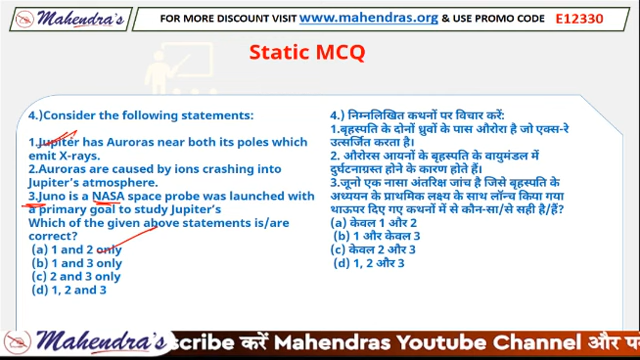 Mahendra's
FOR MORE DISCOUNT VISIT www.mahendras.org & USE PROMO CODE E12330
Static MCQ
4.)Consider the following statements:
1.Jupiter has Auroras near both its poles which
emit X-rays.
2.Auroras are caused by ions crashing into
Jupiter's atmosphere.
3.Juno is a NASA space probe was launched with
a primary goal to study Jupiter's
Which of the given above statements is/are
correct?
(a) 1 and 2 only
(b) 1 and 3 only
(c) 2 and 3 only
(d) 1, 2 and 3
4.) निम्नलिखित कथनों पर विचार करें:
1.बृहस्पति के दोनों ध्रुवों के पास औरोरा है जो एक्स-रे
उत्सर्जित करता है।
2. औरोरस आयनों के बृहस्पति के वायुमंडल में
दुर्घटनाग्रस्त होने के कारण होते हैं।
3.जूनो एक नासा अंतरिक्ष जांच है जिसे बृहस्पति के
अध्ययन के प्राथमिक लक्ष्य के साथ लॉन्च किया गया
थाऊपर दिए गए कथनों में से कौन-सा/से सही है/हैं?
(a) केवल 1 और 2
(b) 1 और केवल 3
(c) केवल 2 और 3
(d) 1, 2 और 3
Mahendra's
scribe करें Mahendras Youtube Channel और